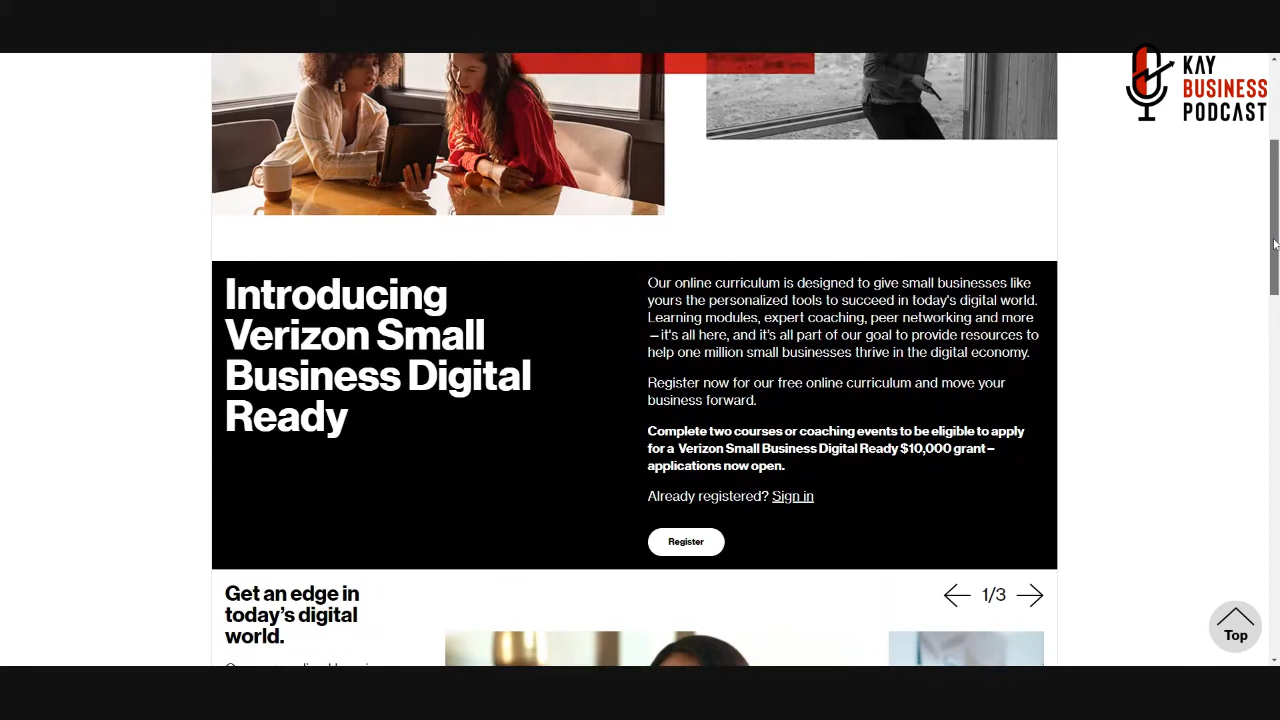 KAY
BUSINESS
PODCAST
Introducing
Verizon Small
Business Digital
Ready
Our online curriculum is designed to give small businesses like
yours the personalized tools to succeed in today's digital world.
Learning modules, expert coaching, peer networking and more
—it's all here, and it's all part of our goal to provide resources to
help one million small businesses thrive in the digital economy.
Register now for our free online curriculum and move your
business forward.
Complete two courses or coaching events to be eligible to apply
for a Verizon Small Business Digital Ready $10,000 grant –
applications now open.
Already registered? Sign in
Register
Get an edge in
today's digital
world.
1/3
Top